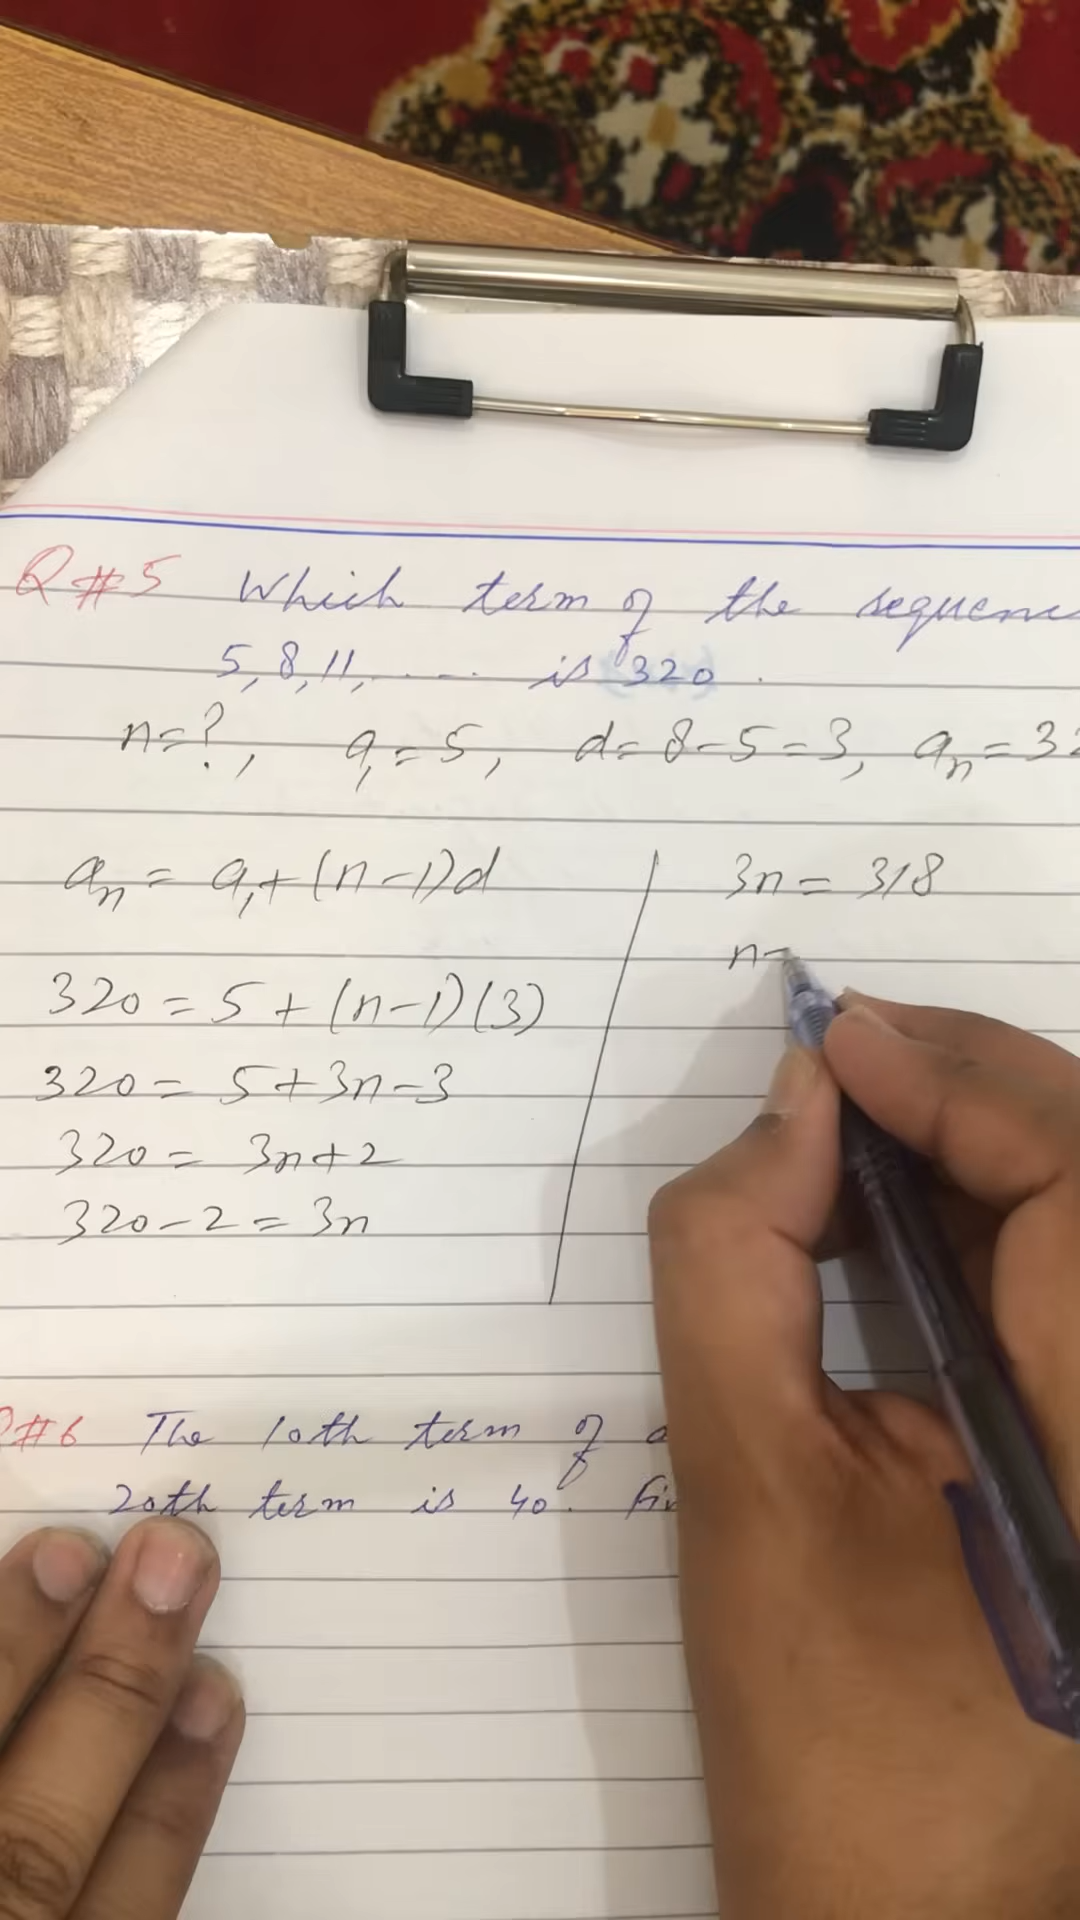 Q#5 Which term of the sequenc
5,8,11,..... is 320.
n=?, a₁=5, d=8-5=3, aₙ=32
aₙ = a₁+(n-1)d
320 = 5+(n-1)(3)
320 = 5+3n-3
320 = 3n+2
320-2=3n
3n = 318
n=
#6 The 10th term of a
20th term is 40. Fin